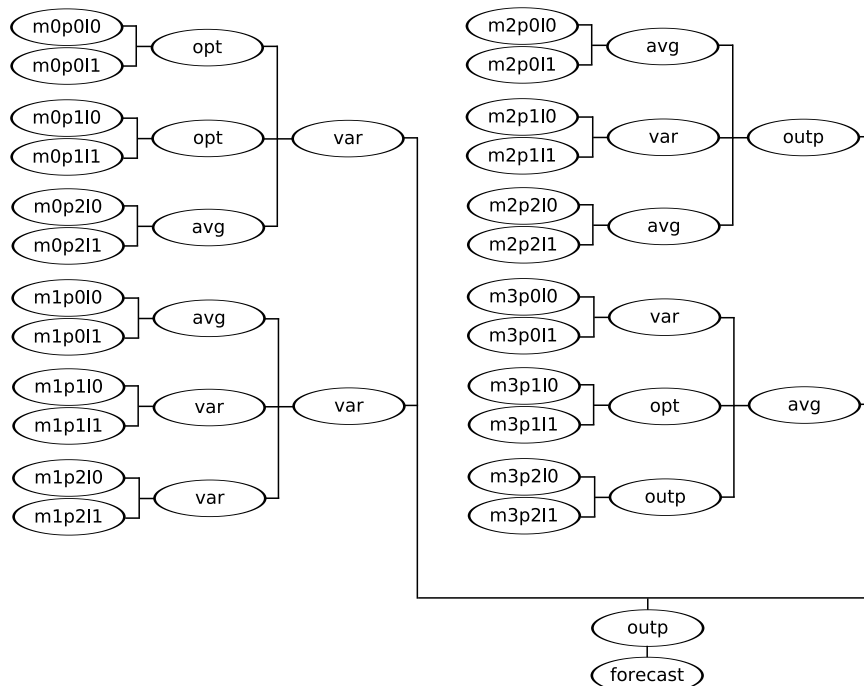 m0p0l0
m0p0l1
opt
m0p1l0
m0p1l1
opt
var
m0p2l0
m0p2l1
avg
m1p0l0
m1p0l1
avg
m1p1l0
m1p1l1
var
var
m1p2l0
m1p2l1
var
m2p0l0
m2p0l1
avg
m2p1l0
m2p1l1
var
outp
m2p2l0
m2p2l1
avg
m3p0l0
m3p0l1
var
m3p1l0
m3p1l1
opt
avg
m3p2l0
m3p2l1
outp
outp
forecast